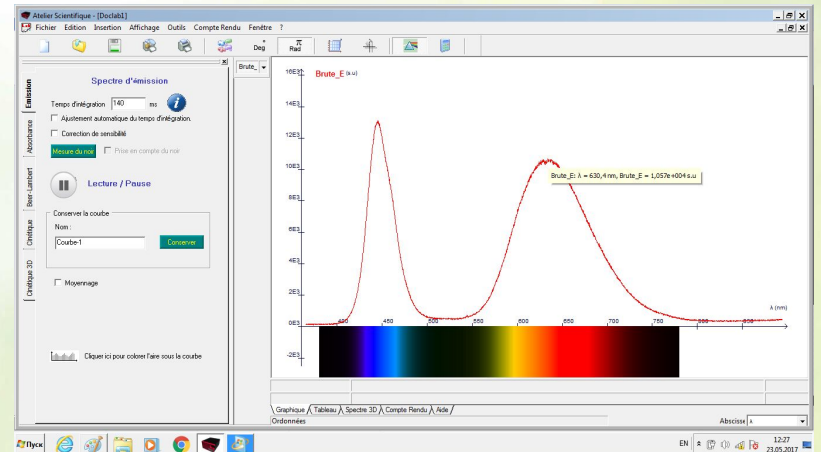 Atelier Scientifique - [Doclab1]
Fichier Edition Insertion Affichage Outils Compte Rendu Fenêtre ?
Deg
π Rad
Emission
Absorbance
Beer-Lambert
Cinétique
Cinétique 3D
Spectre d'émission
Temps d'intégration 140 ms
Ajustement automatique du temps d'intégration.
Correction de sensibilité
Mesure du noir Prise en compte du noir
Lecture / Pause
Conserver la courbe
Nom :
Courbe-1 Conserver
Moyennage
Cliquer ici pour colorer l'aire sous la courbe
Brute_
Brute_E (s.u)
16E3
14E3
12E3
10E3
8E3
6E3
4E3
2E3
0E3
-2E3
Brute_E: λ = 630,4 nm, Brute_E = 1,057e+004 s.u
λ (nm)
400 450 500 550 600 650 700 750 800 850
Graphique Tableau Spectre 3D Compte Rendu Aide
Ordonnées Abscisse λ
Пуск
EN 12:27
23.05.2017